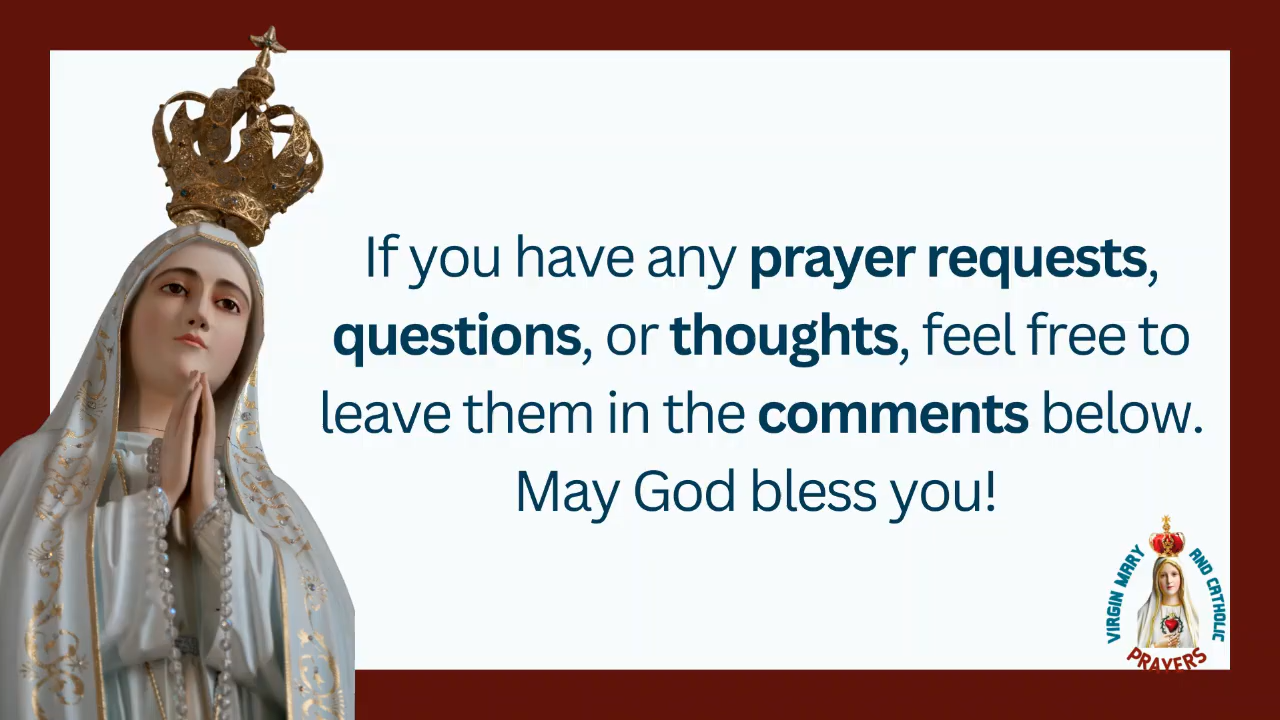 If you have any prayer requests,
questions, or thoughts, feel free to
leave them in the comments below.
May God bless you!
VIRGIN MARY
AND CATHOLIC
PRAYERS